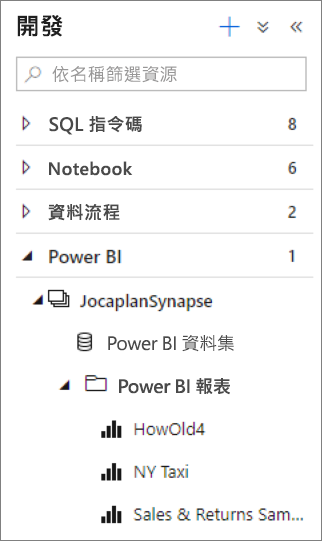 開發
依名稱篩選資源
SQL 指令碼 8
Notebook 6
資料流程 2
Power BI 1
JocaplanSynapse
Power BI 資料集
Power BI 報表
HowOld4
NY Taxi
Sales & Returns Sam...